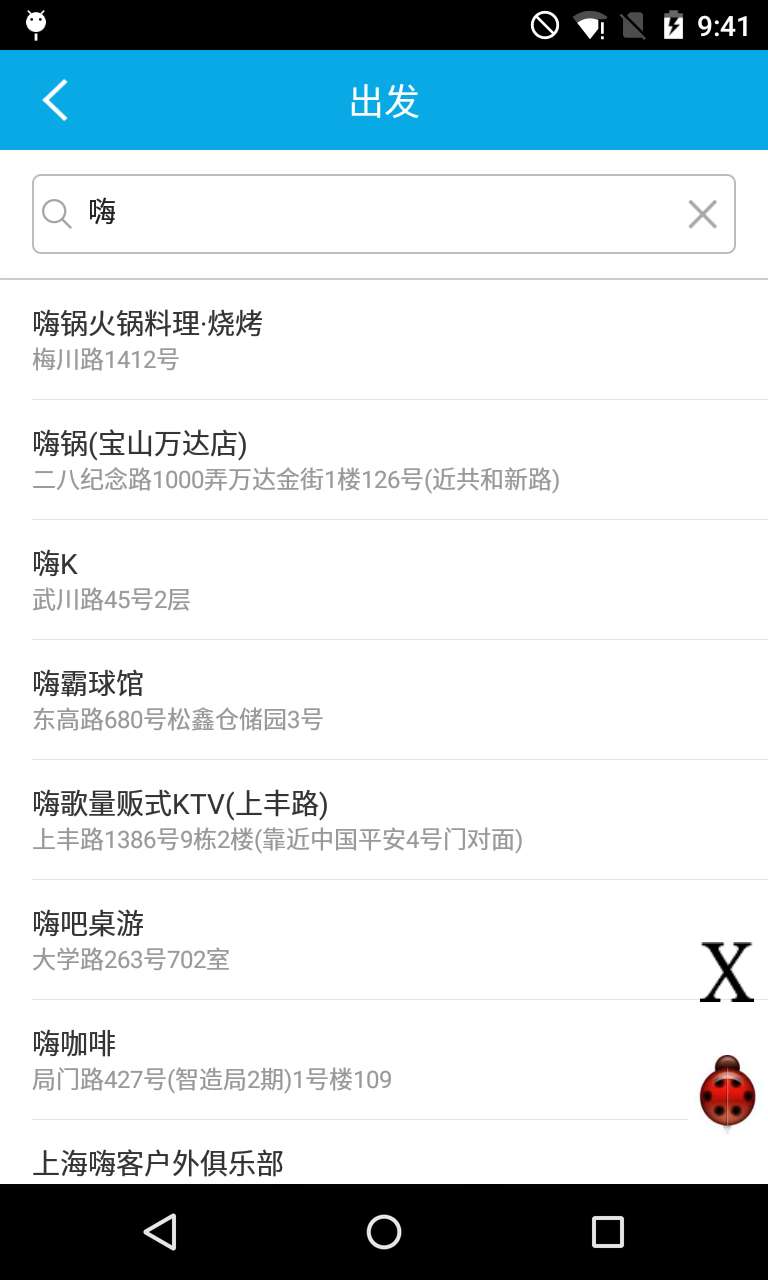 9:41
出发
嗨
嗨锅火锅料理·烧烤
梅川路1412号
嗨锅(宝山万达店)
二八纪念路1000弄万达金街1楼126号(近共和新路)
嗨K
武川路45号2层
嗨霸球馆
东高路680号松鑫仓储园3号
嗨歌量贩式KTV(上丰路)
上丰路1386号9栋2楼(靠近中国平安4号门对面)
嗨吧桌游
大学路263号702室
X
嗨咖啡
局门路427号(智造局2期)1号楼109
上海嗨客户外俱乐部